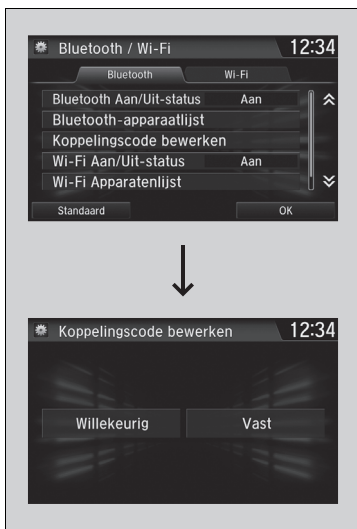 Bluetooth / Wi-Fi 12:34
Bluetooth Wi-Fi
Bluetooth Aan/Uit-status Aan
Bluetooth-apparaatlijst
Koppelingscode bewerken
Wi-Fi Aan/Uit-status Aan
Wi-Fi Apparatenlijst
Standaard OK
Koppelingscode bewerken 12:34
Willekeurig Vast